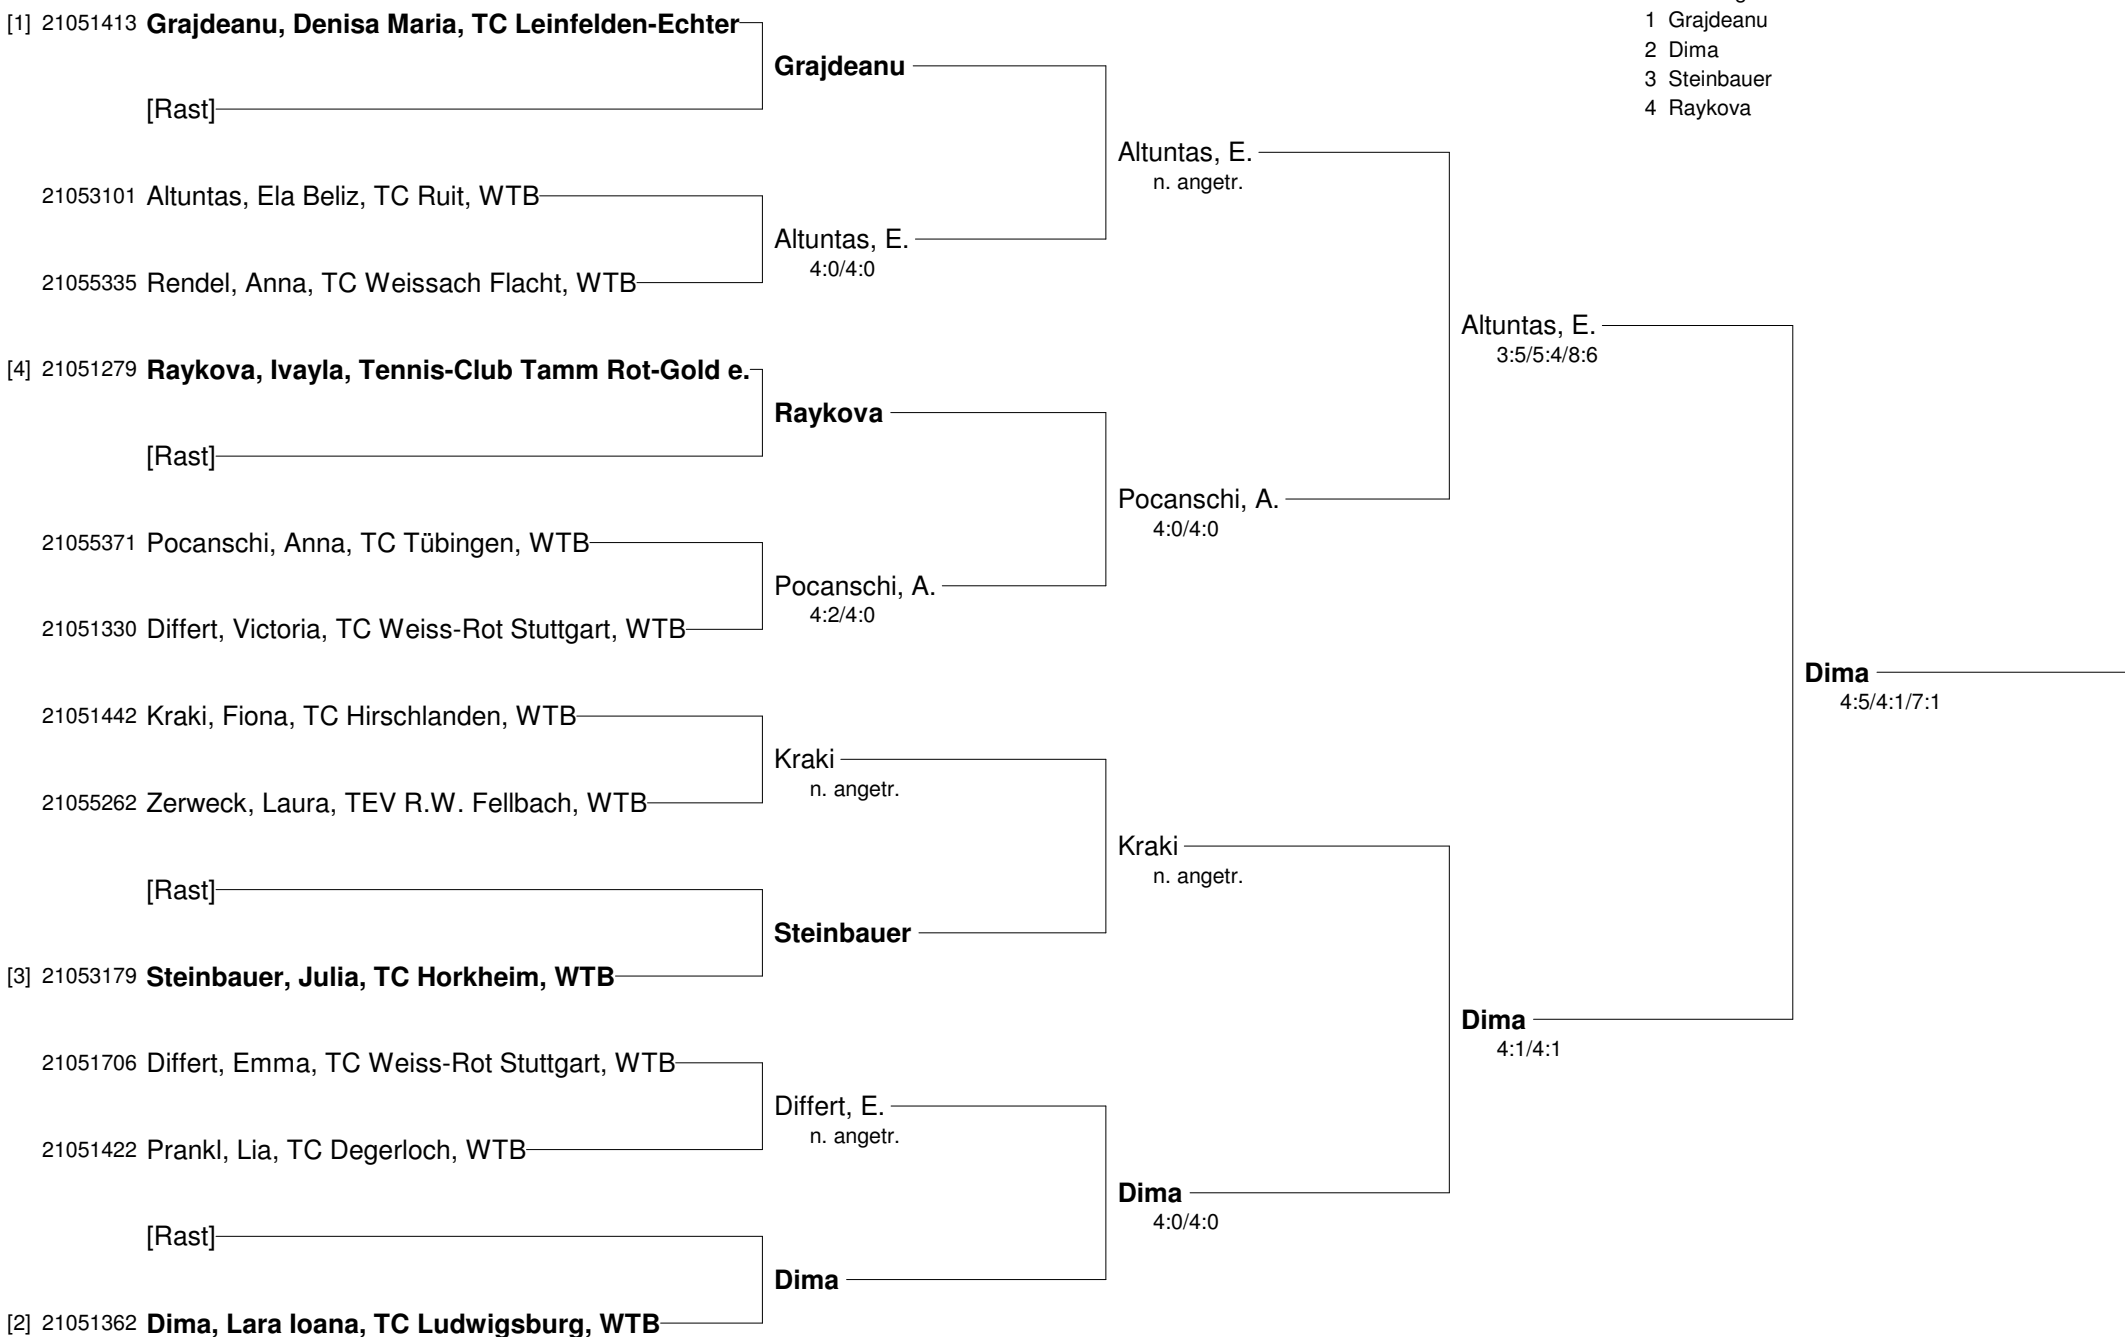 [1] 21051413 Grajdeanu, Denisa Maria, TC Leinfelden-Echter
[Rast]
21053101 Altuntas, Ela Beliz, TC Ruit, WTB
21055335 Rendel, Anna, TC Weissach Flacht, WTB
[4] 21051279 Raykova, Ivayla, Tennis-Club Tamm Rot-Gold e.
[Rast]
21055371 Pocanschi, Anna, TC Tübingen, WTB
21051330 Differt, Victoria, TC Weiss-Rot Stuttgart, WTB
21051442 Kraki, Fiona, TC Hirschlanden, WTB
21055262 Zerweck, Laura, TEV R.W. Fellbach, WTB
[Rast]
[3] 21053179 Steinbauer, Julia, TC Horkheim, WTB
21051706 Differt, Emma, TC Weiss-Rot Stuttgart, WTB
21051422 Prankl, Lia, TC Degerloch, WTB
[Rast]
[2] 21051362 Dima, Lara Ioana, TC Ludwigsburg, WTB
Grajdeanu
Altuntas, E.
4:0/4:0
Raykova
Pocanschi, A.
4:2/4:0
Kraki
n. angetr.
Steinbauer
Differt, E.
n. angetr.
Dima
Altuntas, E.
n. angetr.
Pocanschi, A.
4:0/4:0
Kraki
n. angetr.
Dima
4:0/4:0
Altuntas, E.
3:5/5:4/8:6
Dima
4:1/4:1
Dima
4:5/4:1/7:1
1 Grajdeanu
2 Dima
3 Steinbauer
4 Raykova